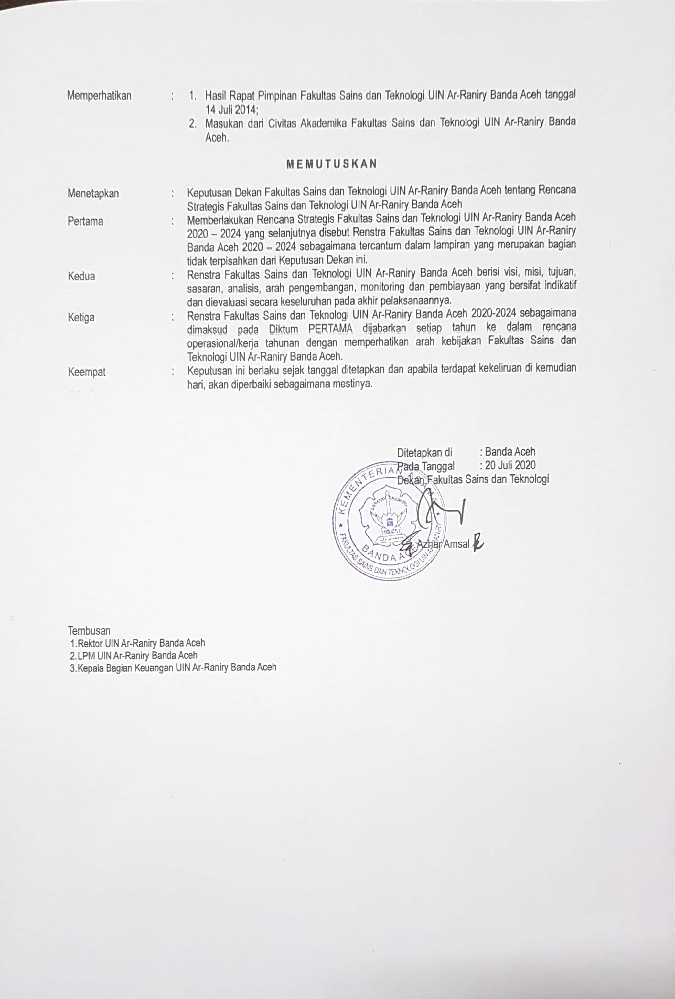 Memperhatikan : 1. Hasil Rapat Pimpinan Fakultas Sains dan Teknologi UIN Ar-Raniry Banda Aceh tanggal
14 Juli 2014;
2. Masukan dari Civitas Akademika Fakultas Sains dan Teknologi UIN Ar-Raniry Banda
Aceh.
MEMUTUSKAN
Menetapkan : Keputusan Dekan Fakultas Sains dan Teknologi UIN Ar-Raniry Banda Aceh tentang Rencana
Strategis Fakultas Sains dan Teknologi UIN Ar-Raniry Banda Aceh
Pertama : Memberlakukan Rencana Strategis Fakultas Sains dan Teknologi UIN Ar-Raniry Banda Aceh
2020 – 2024 yang selanjutnya disebut Renstra Fakultas Sains dan Teknologi UIN Ar-Raniry
Banda Aceh 2020 – 2024 sebagaimana tercantum dalam lampiran yang merupakan bagian
tidak terpisahkan dari Keputusan Dekan ini.
Kedua : Renstra Fakultas Sains dan Teknologi UIN Ar-Raniry Banda Aceh berisi visi, misi, tujuan,
sasaran, analisis, arah pengembangan, monitoring dan pembiayaan yang bersifat indikatif
dan dievaluasi secara keseluruhan pada akhir pelaksanaannya.
Ketiga : Renstra Fakultas Sains dan Teknologi UIN Ar-Raniry Banda Aceh 2020-2024 sebagaimana
dimaksud pada Diktum PERTAMA dijabarkan setiap tahun ke dalam rencana
operasional/kerja tahunan dengan memperhatikan arah kebijakan Fakultas Sains dan
Teknologi UIN Ar-Raniry Banda Aceh.
Keempat : Keputusan ini berlaku sejak tanggal ditetapkan dan apabila terdapat kekeliruan di kemudian
hari, akan diperbaiki sebagaimana mestinya.
Ditetapkan di : Banda Aceh
Pada Tanggal : 20 Juli 2020
Dekan Fakultas Sains dan Teknologi
KEMENTERIAN
BANDA ACEH
FAKULTAS SAINS DAN TEKNOLOGI UIN AR-RANIRY
Azhar Amsal
Tembusan
1.Rektor UIN Ar-Raniry Banda Aceh
2.LPM UIN Ar-Raniry Banda Aceh
3.Kepala Bagian Keuangan UIN Ar-Raniry Banda Aceh